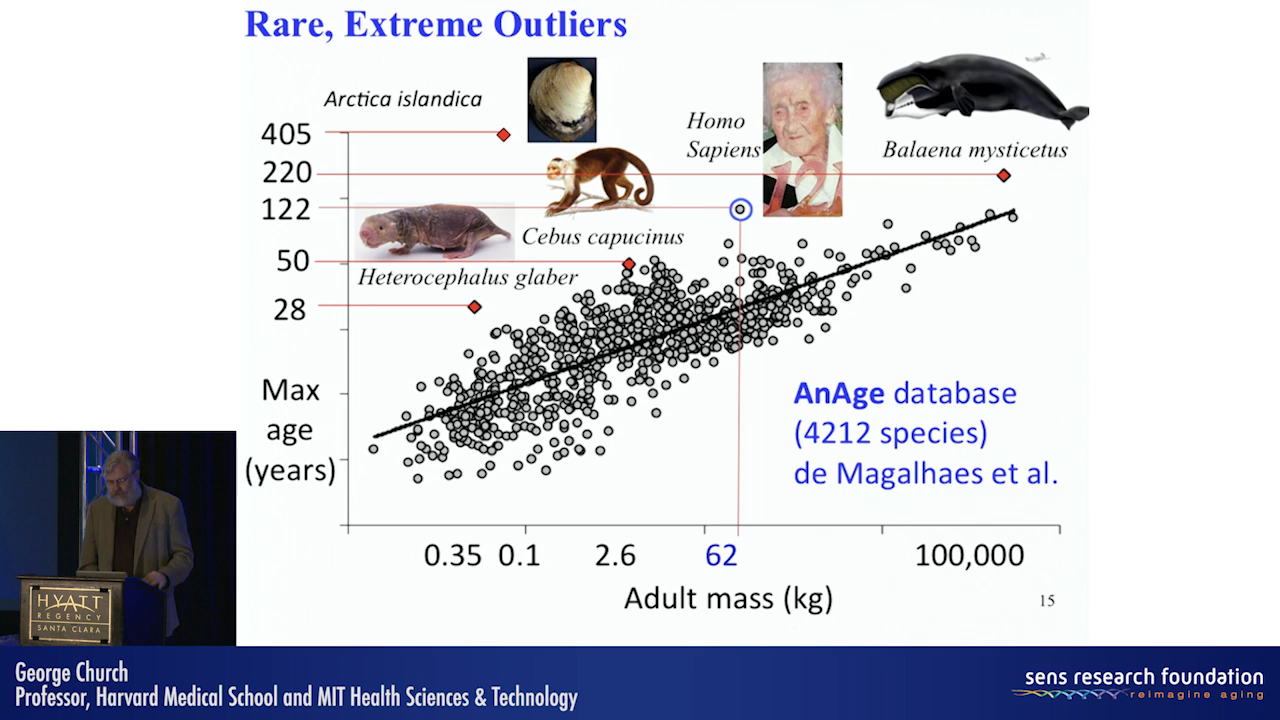 Rare, Extreme Outliers
Arctica islandica
Homo
Sapiens
121
Balaena mysticetus
405
220
122
50
28
Cebus capucinus
Heterocephalus glaber
Max
age
(years)
AnAge database
(4212 species)
de Magalhaes et al.
0.35 0.1 2.6 62 100,000
Adult mass (kg)
15
HYATT
REGENCY
SANTA CLARA
George Church
Professor, Harvard Medical School and MIT Health Sciences & Technology
sens research foundation
reimagine aging